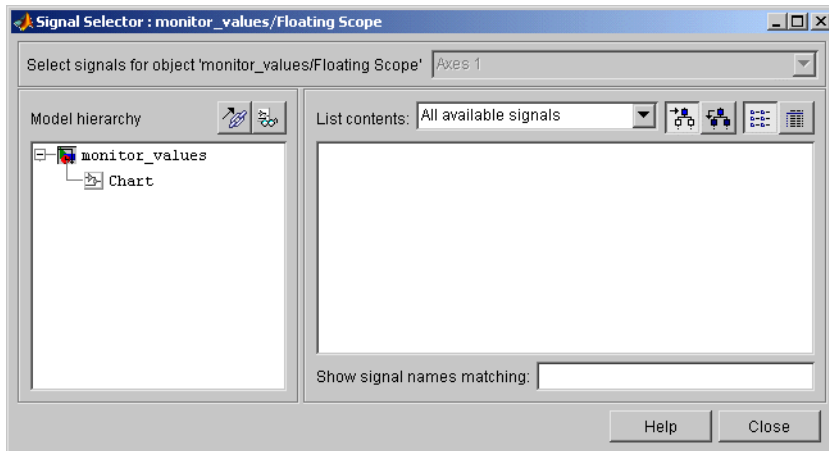 Signal Selector : monitor_values/Floating Scope
Select signals for object 'monitor_values/Floating Scope' Axes 1
Model hierarchy
List contents: All available signals
monitor_values
Chart
Show signal names matching:
Help Close